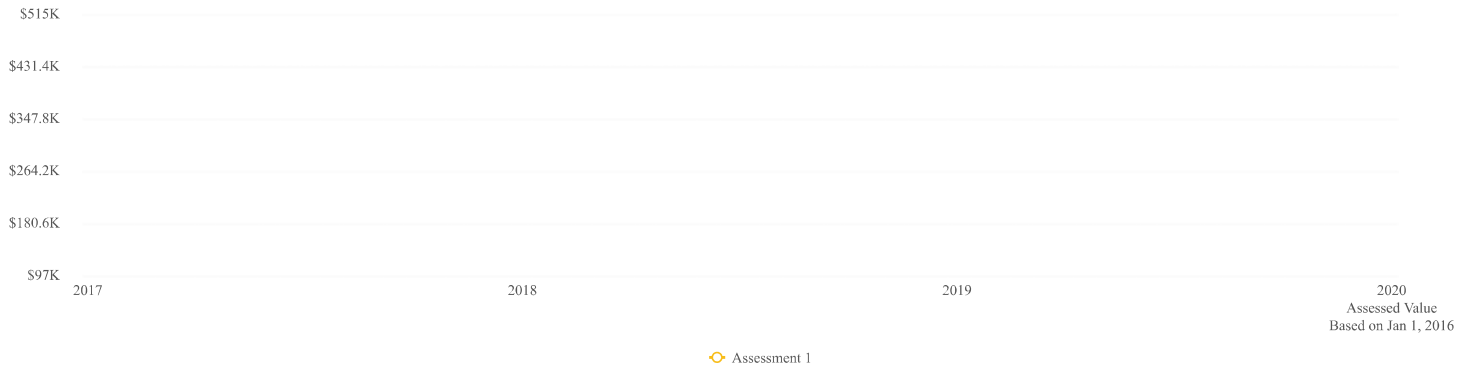 $515K
$431.4K
$347.8K
$264.2K
$180.6K
$97K
2017 2018 2019 2020
Assessed Value
Based on Jan 1, 2016
Assessment 1